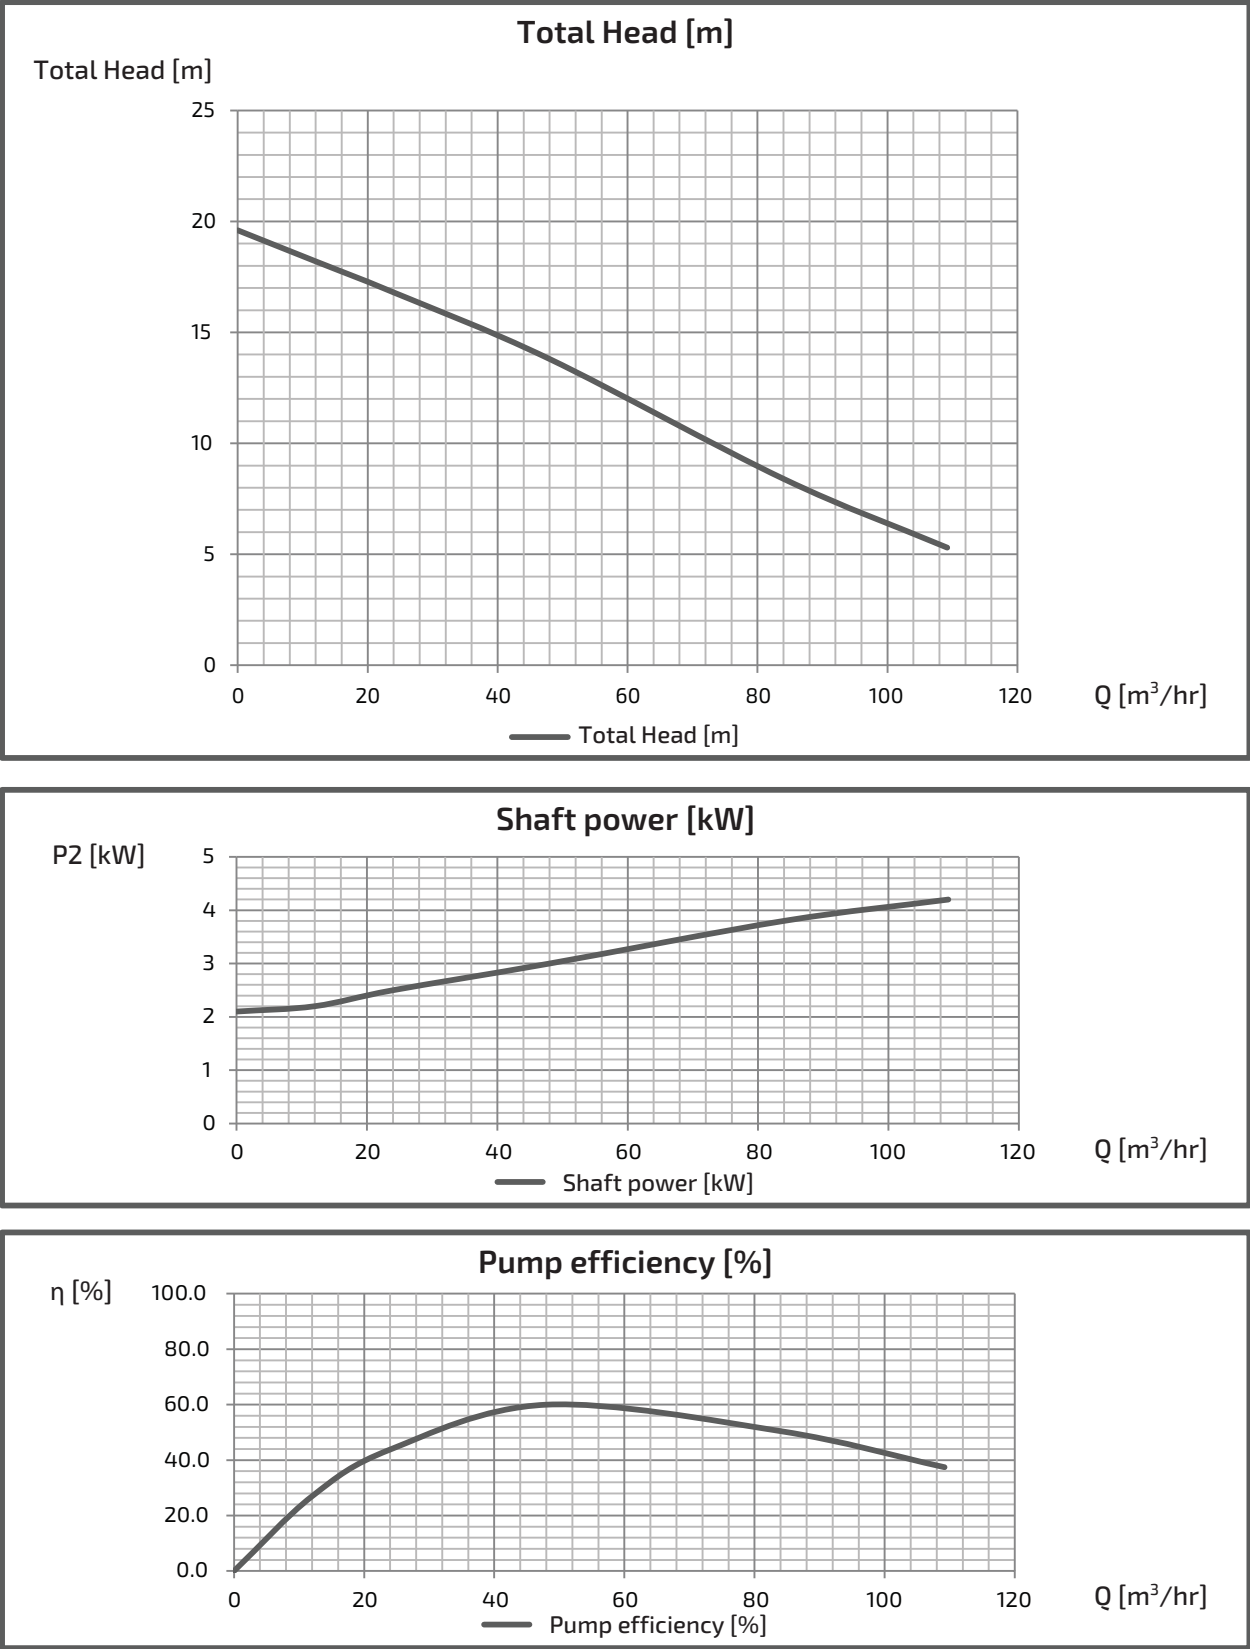 Total Head [m]
Total Head [m]
25
20
15
10
5
0
0 20 40 60 80 100 120 Q [m³/hr]
Total Head [m]
Shaft power [kW]
P2 [kW]
5
4
3
2
1
0
0 20 40 60 80 100 120 Q [m³/hr]
Shaft power [kW]
Pump efficiency [%]
η [%]
100.0
80.0
60.0
40.0
20.0
0.0
0 20 40 60 80 100 120 Q [m³/hr]
Pump efficiency [%]